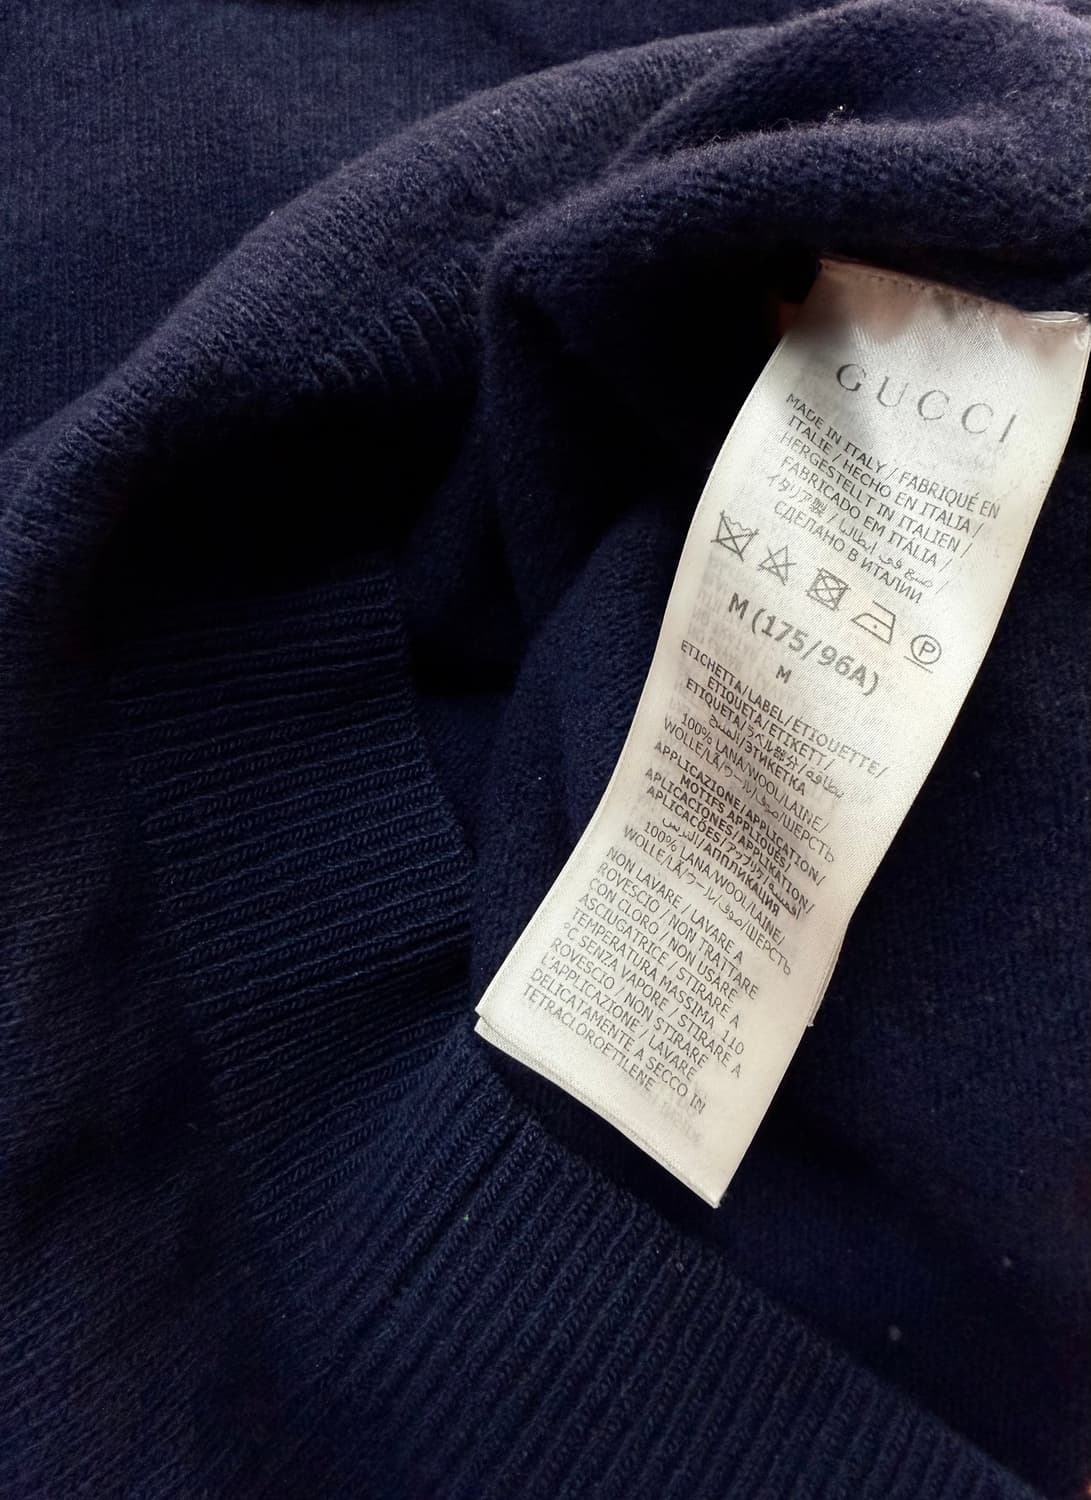 GUCCI
MADE IN ITALY / FABRIQUÉ EN
ITALIE / HECHO EN ITALIA /
HERGESTELLT IN ITALIEN /
FABRICADO EM ITÁLIA /
イタリア製 / صنع في ايطاليا /
СДЕЛАНО В ИТАЛИИ
P
M (175/96A)
M
ETICHETTA/LABEL/ÉTIQUETTE/
ETIQUETA/ETIKETT/
ETIQUETA/ラベル部分/بطاقة
ЭТИКЕТКА
100% LANA/WOOL/LAINE/
WOLLE/LÃ/ウール/صوف/ШЕРСТЬ
APPLICAZIONE/APPLICATION/
MOTIFS APPLIQUÉS/
APLICACIONES/APPLIKATION/
APLICAÇÕES/アップリケ/
АППЛИКАЦИЯ
100% LANA/WOOL/LAINE/
WOLLE/LÃ/ウール/صوف/ШЕРСТЬ
NON LAVARE / LAVARE A
ROVESCIO / NON TRATTARE
CON CLORO / NON USARE
ASCIUGATRICE / STIRARE A
TEMPERATURA MASSIMA 110
°C SENZA VAPORE / STIRARE A
ROVESCIO / NON STIRARE
L'APPLICAZIONE / LAVARE
DELICATAMENTE A SECCO IN
TETRACLOROETILENE